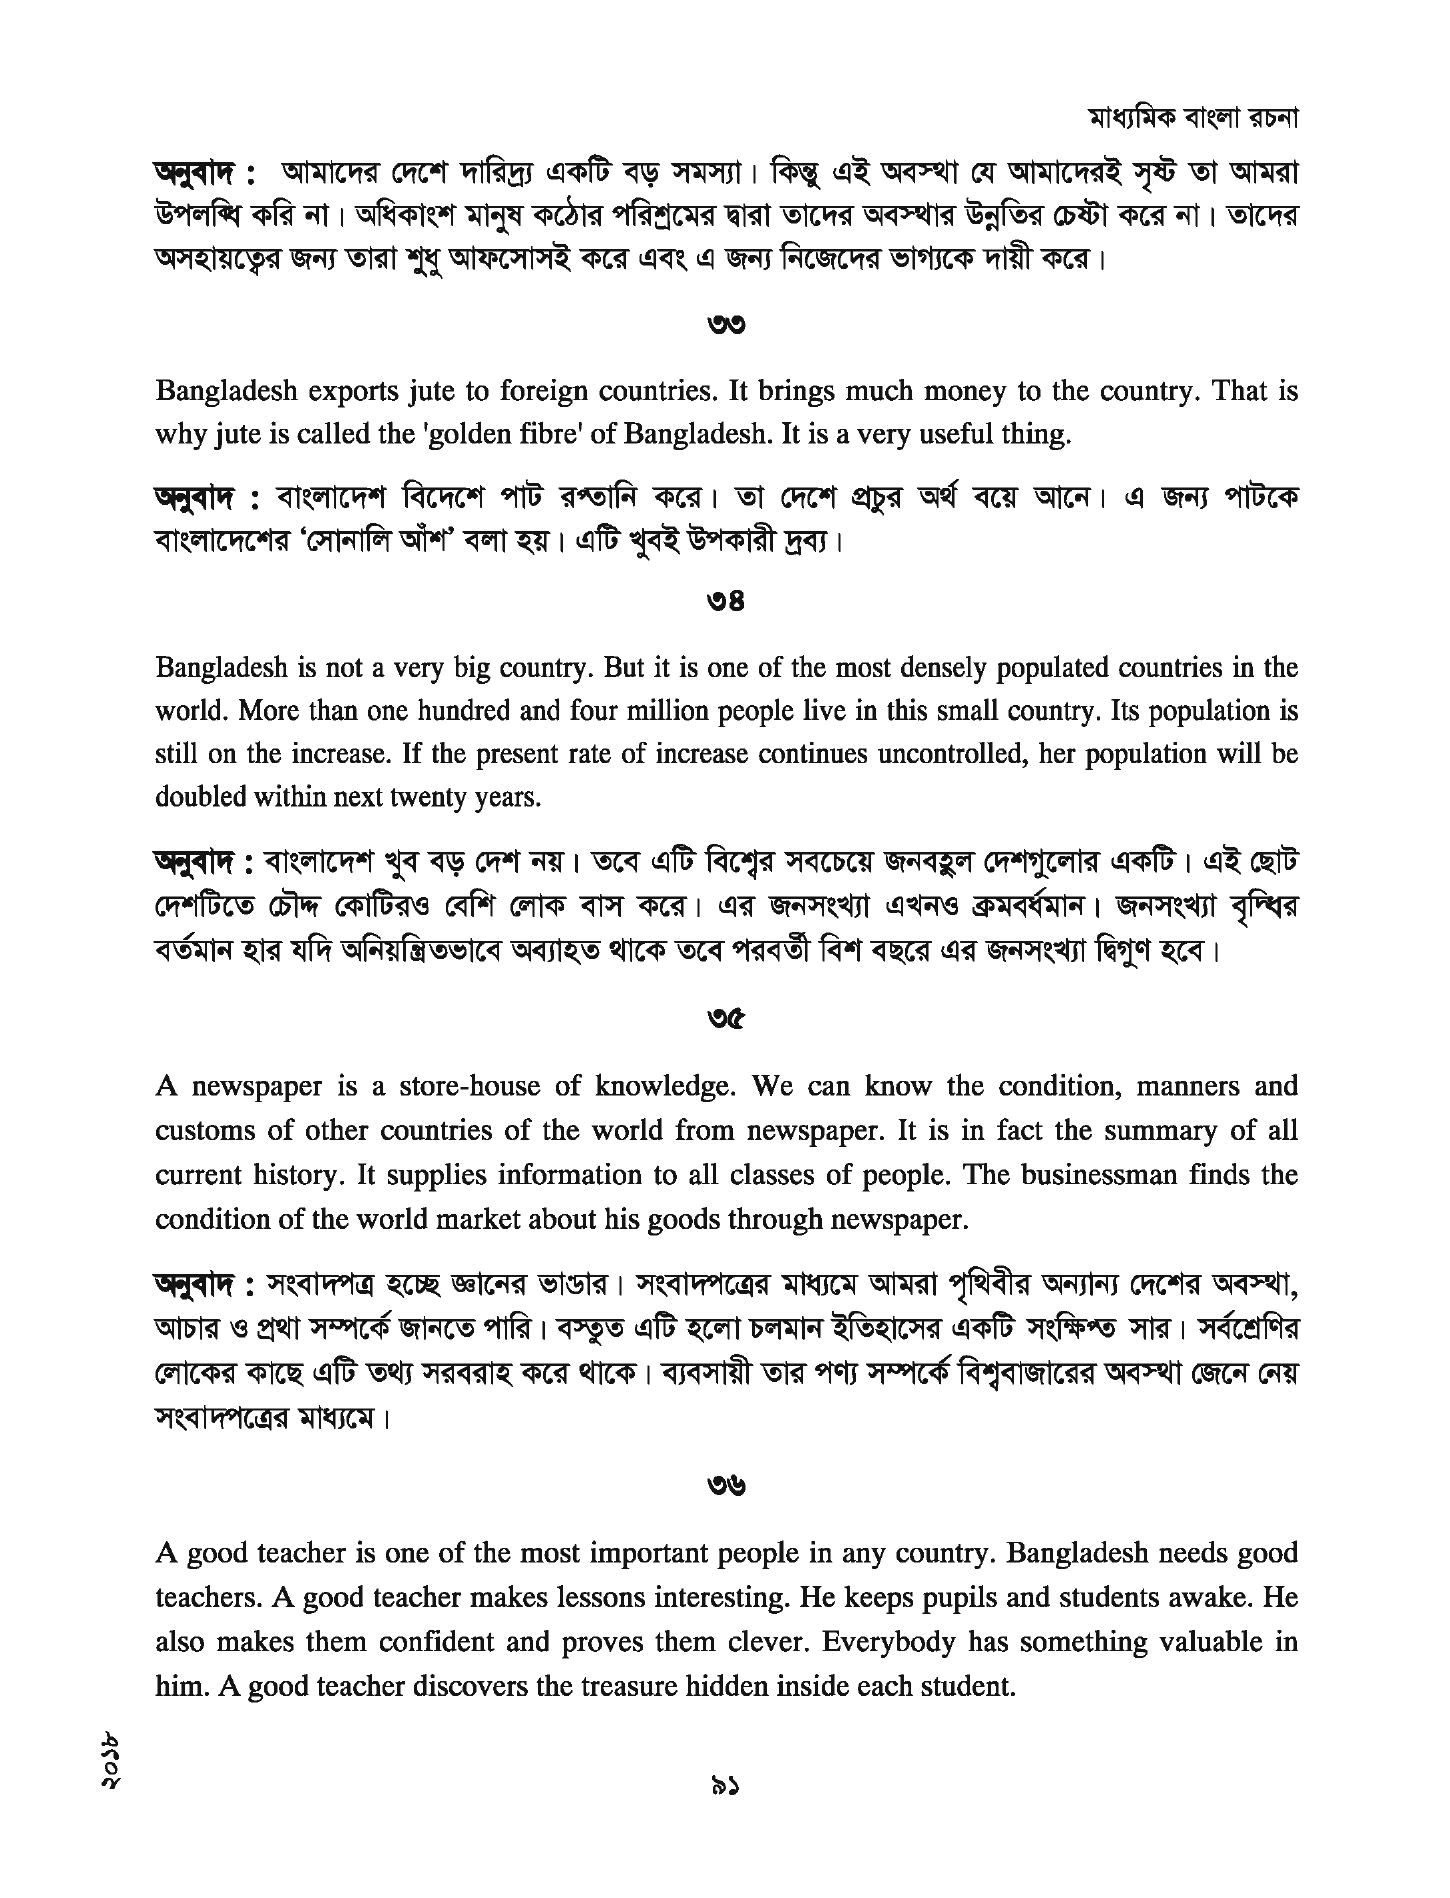 মাধ্যমিক বাংলা রচনা
অনুবাদ : আমাদের দেশে দারিদ্র্য একটি বড় সমস্যা। কিন্তু এই অবস্থা যে আমাদেরই সৃষ্ট তা আমরা
উপলব্ধি করি না। অধিকাংশ মানুষ কঠোর পরিশ্রমের দ্বারা তাদের অবস্থার উন্নতির চেষ্টা করে না। তাদের
অসহায়ত্বের জন্য তারা শুধু আফসোসই করে এবং এ জন্য নিজেদের ভাগ্যকে দায়ী করে।
৩৩
Bangladesh exports jute to foreign countries. It brings much money to the country. That is
why jute is called the 'golden fibre' of Bangladesh. It is a very useful thing.
অনুবাদ : বাংলাদেশ বিদেশে পাট রপ্তানি করে। তা দেশে প্রচুর অর্থ বয়ে আনে। এ জন্য পাটকে
বাংলাদেশের ‘সোনালি আঁশ’ বলা হয়। এটি খুবই উপকারী দ্রব্য।
৩৪
Bangladesh is not a very big country. But it is one of the most densely populated countries in the
world. More than one hundred and four million people live in this small country. Its population is
still on the increase. If the present rate of increase continues uncontrolled, her population will be
doubled within next twenty years.
অনুবাদ : বাংলাদেশ খুব বড় দেশ নয়। তবে এটি বিশ্বের সবচেয়ে জনবহুল দেশগুলোর একটি। এই ছোট
দেশটিতে চৌদ্দ কোটিরও বেশি লোক বাস করে। এর জনসংখ্যা এখনও ক্রমবর্ধমান। জনসংখ্যা বৃদ্ধির
বর্তমান হার যদি অনিয়ন্ত্রিতভাবে অব্যাহত থাকে তবে পরবর্তী বিশ বছরে এর জনসংখ্যা দ্বিগুণ হবে।
৩৫
A newspaper is a store-house of knowledge. We can know the condition, manners and
customs of other countries of the world from newspaper. It is in fact the summary of all
current history. It supplies information to all classes of people. The businessman finds the
condition of the world market about his goods through newspaper.
অনুবাদ : সংবাদপত্র হচ্ছে জ্ঞানের ভাণ্ডার। সংবাদপত্রের মাধ্যমে আমরা পৃথিবীর অন্যান্য দেশের অবস্থা,
আচার ও প্রথা সম্পর্কে জানতে পারি। বস্তুত এটি হলো চলমান ইতিহাসের একটি সংক্ষিপ্ত সার। সর্বশ্রেণির
লোকের কাছে এটি তথ্য সরবরাহ করে থাকে। ব্যবসায়ী তার পণ্য সম্পর্কে বিশ্ববাজারের অবস্থা জেনে নেয়
সংবাদপত্রের মাধ্যমে।
৩৬
A good teacher is one of the most important people in any country. Bangladesh needs good
teachers. A good teacher makes lessons interesting. He keeps pupils and students awake. He
also makes them confident and proves them clever. Everybody has something valuable in
him. A good teacher discovers the treasure hidden inside each student.
২০১৮
৯১